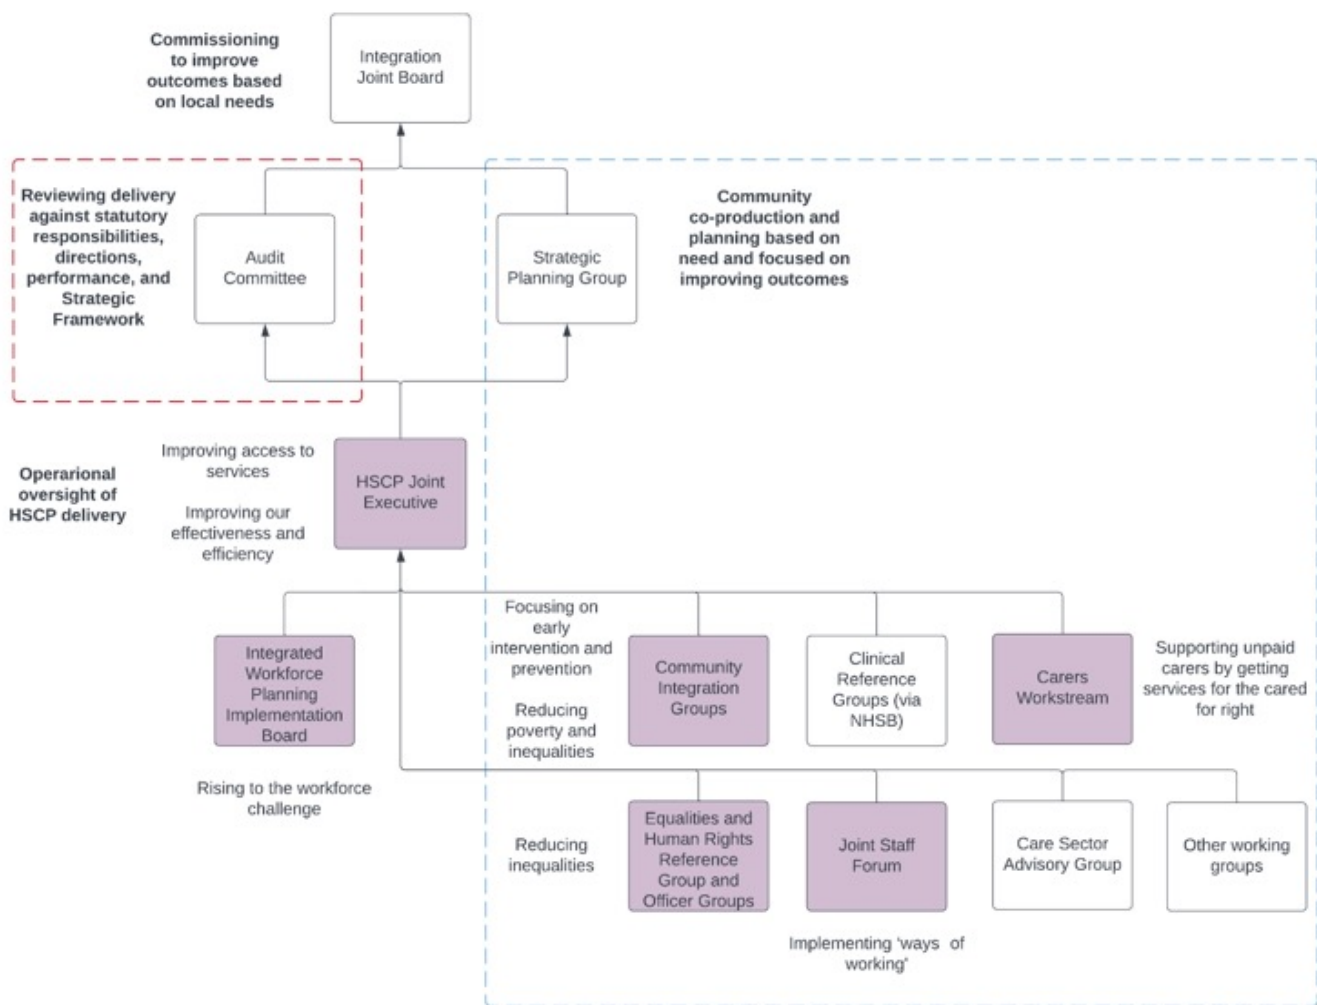 Commissioning
to improve
outcomes based
on local needs
Integration
Joint Board
Reviewing delivery
against statutory
responsibilities,
directions,
performance, and
Strategic
Framework
Audit
Committee
Strategic
Planning Group
Community
co-production and
planning based on
need and focused on
improving outcomes
Operarional
oversight of
HSCP delivery
Improving access to
services
Improving our
effectiveness and
efficiency
HSCP Joint
Executive
Integrated
Workforce
Planning
Implementation
Board
Rising to the workforce
challenge
Focusing on
early
intervention and
prevention
Reducing
poverty and
inequalities
Community
Integration
Groups
Clinical
Reference
Groups (via
NHSB)
Carers
Workstream
Supporting unpaid
carers by getting
services for the cared
for right
Reducing
inequalities
Equalities and
Human Rights
Reference
Group and
Officer Groups
Joint Staff
Forum
Implementing ‘ways of
working’
Care Sector
Advisory Group
Other working
groups